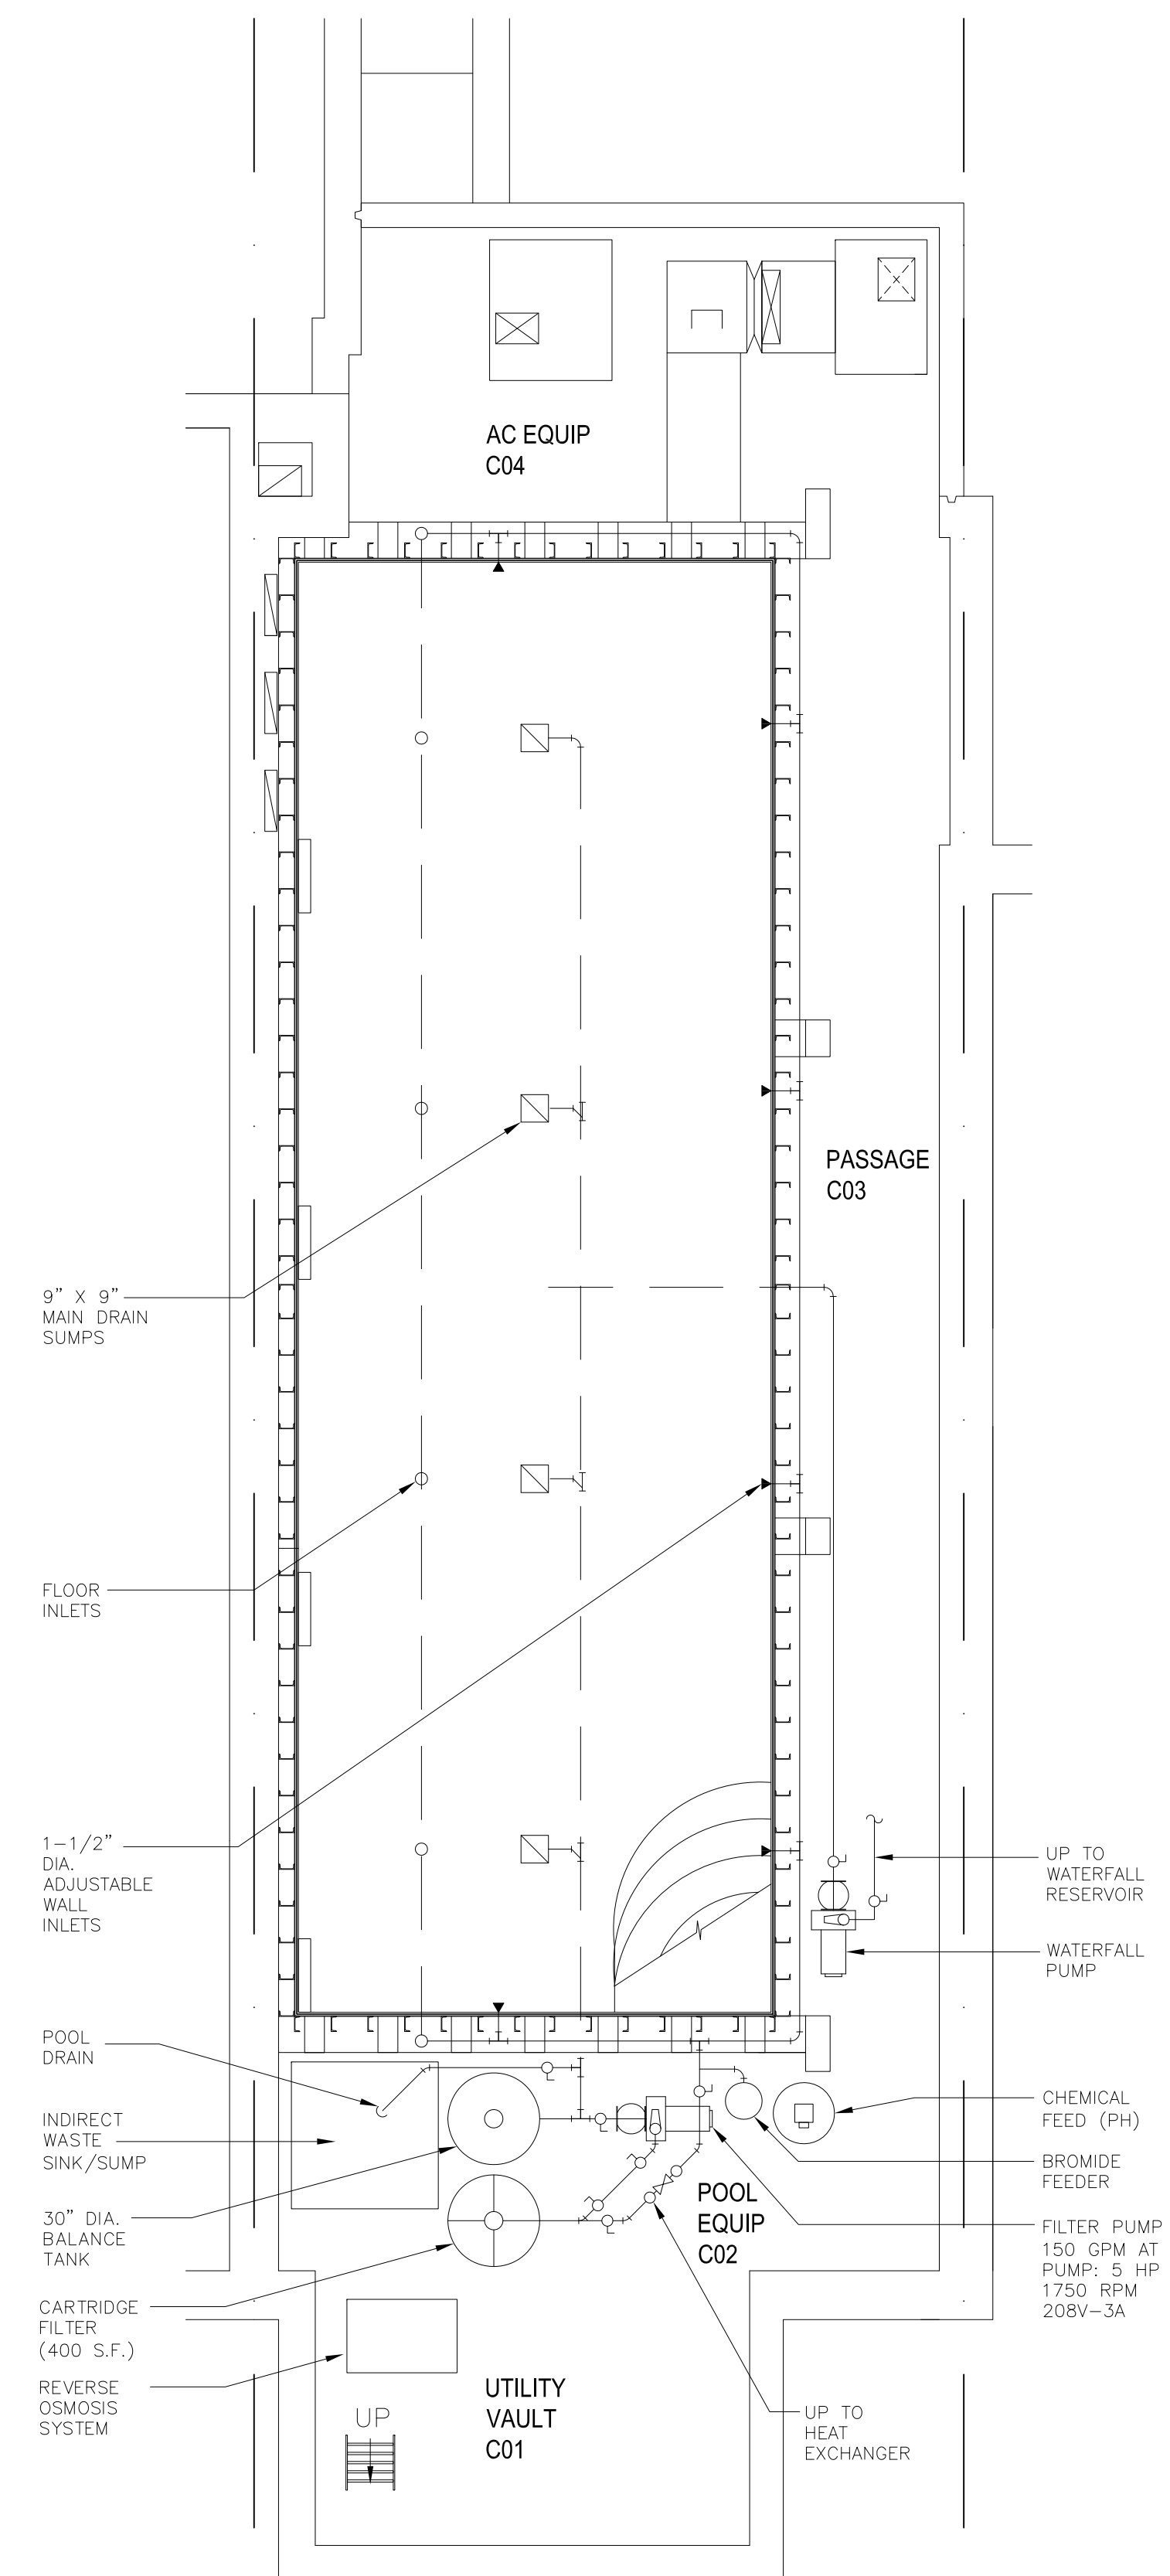 AC EQUIP
C04
PASSAGE
C03
9" X 9"
MAIN DRAIN
SUMPS
FLOOR
INLETS
1-1/2"
DIA.
ADJUSTABLE
WALL
INLETS
UP TO
WATERFALL
RESERVOIR
WATERFALL
PUMP
POOL
DRAIN
INDIRECT
WASTE
SINK/SUMP
30" DIA.
BALANCE
TANK
CARTRIDGE
FILTER
(400 S.F.)
REVERSE
OSMOSIS
SYSTEM
CHEMICAL
FEED (PH)
BROMIDE
FEEDER
FILTER PUMP
150 GPM AT
PUMP: 5 HP
1750 RPM
208V-3A
POOL
EQUIP
C02
UTILITY
VAULT
C01
UP
UP TO
HEAT
EXCHANGER